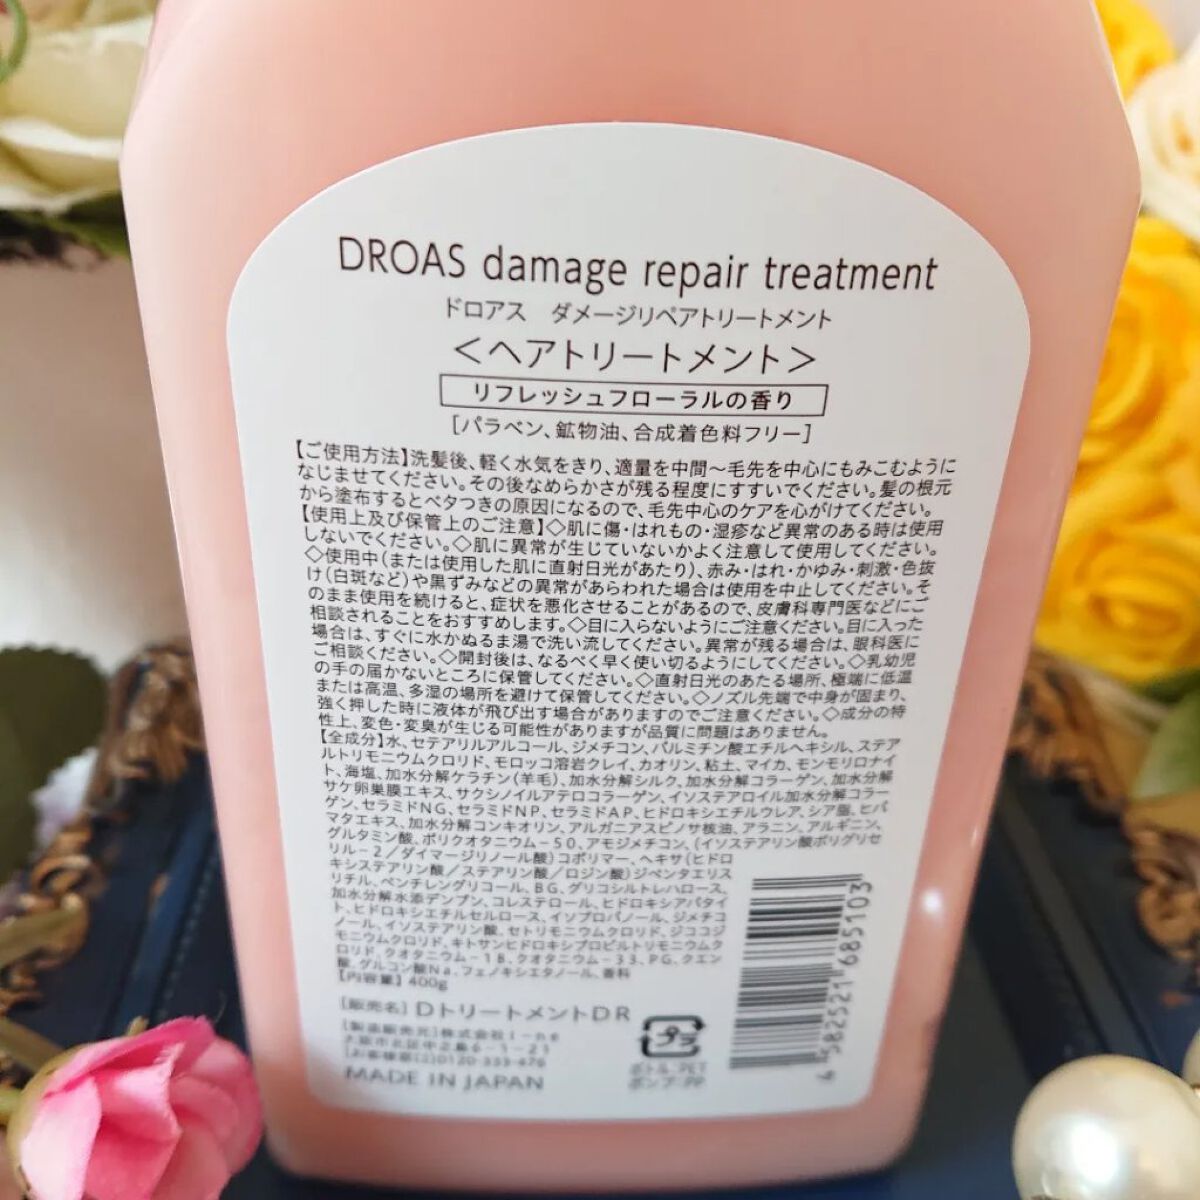 DROAS damage repair treatment
ドロアス　ダメージリペアトリートメント
＜ヘアトリートメント＞
リフレッシュフローラルの香り
［パラベン、鉱物油、合成着色料フリー］
【ご使用方法】洗髪後、軽く水気をきり、適量を中間～毛先を中心にもみこむように
なじませてください。その後なめらかさが残る程度にすすいでください。髪の根元
から塗布するとベタつきの原因になるので、毛先中心のケアを心がけてください。
【使用上及び保管上のご注意】◇肌に傷・はれもの・湿疹など異常のある時は使用
しないでください。◇肌に異常が生じていないかよく注意して使用してください。
◇使用中（または使用した肌に直射日光があたり）、赤み・はれ・かゆみ・刺激・色抜
け（白斑など）や黒ずみなどの異常があらわれた場合は使用を中止してください。そ
のまま使用を続けると、症状を悪化させることがあるので、皮膚科専門医などにご
相談されることをおすすめします。◇目に入らないようにご注意ください。目に入った
場合は、すぐに水かぬるま湯で洗い流してください。異常が残る場合は、眼科医に
ご相談ください。◇開封後は、なるべく早く使い切るようにしてください。◇乳幼児
の手の届かないところに保管してください。◇直射日光のあたる場所、極端に低温
または高温、多湿の場所を避けて保管してください。◇ノズル先端で中身が固まり、
強く押した時に液体が飛び出す場合がありますのでご注意ください。◇成分の特
性上、変色・変臭が生じる可能性がありますが品質に問題はありません。
【全成分】水、セテアリルアルコール、ジメチコン、パルミチン酸エチルヘキシル、ステア
ルトリモニウムクロリド、モロッコ溶岩クレイ、カオリン、粘土、マイカ、モンモリロナイ
ト、海塩、加水分解ケラチン（羊毛）、加水分解シルク、加水分解コラーゲン、加水分解
サケ卵巣膜エキス、サクシノイルアテロコラーゲン、イソステアロイル加水分解コラー
ゲン、セラミドNG、セラミドNP、セラミドAP、ヒドロキシエチルウレア、シア脂、ヒバ
マタエキス、加水分解コンキオリン、アルガニアスピノサ核油、アラニン、アルギニン、
グルタミン酸、ポリクオタニウム－50、アモジメチコン、（イソステアリン酸ポリグリセ
リル－2／ダイマージリノール酸）コポリマー、ヘキサ（ヒドロ
キシステアリン酸／ステアリン酸／ロジン酸）ジペンタエリス
リチル、ペンチレングリコール、BG、グリコシルトレハロース、
加水分解水添デンプン、コレステロール、ヒドロキシアパタイ
ト、ヒドロキシエチルセルロース、イソプロパノール、ジメチコ
ノール、イソステアリン酸、セトリモニウムクロリド、ジココジ
モニウムクロリド、キトサンヒドロキシプロピルトリモニウムク
ロリド、クオタニウム－18、クオタニウム－33、PG、クエン
酸、グルコン酸Na、フェノキシエタノール、香料
【内容量】400g
［販売名］DトリートメントDR
［製造販売元］株式会社I－ne
大阪市北区中之島6－1－21
［お客様窓口］0120-333-476
MADE IN JAPAN
プラ
ボトル：PET
ポンプ：PP
4 582521 685103